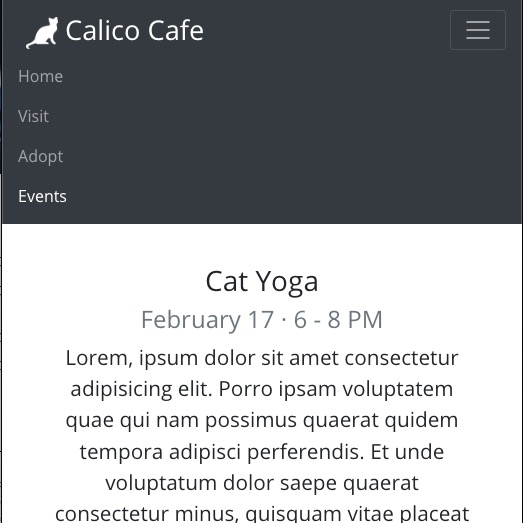 Calico Cafe
Home
Visit
Adopt
Events
Cat Yoga
February 17 · 6 - 8 PM
Lorem, ipsum dolor sit amet consectetur
adipisicing elit. Porro ipsam voluptatem
quae qui nam possimus quaerat quidem
tempora adipisci perferendis. Et unde
voluptatum dolor saepe quaerat
consectetur minus, quisquam vitae placeat